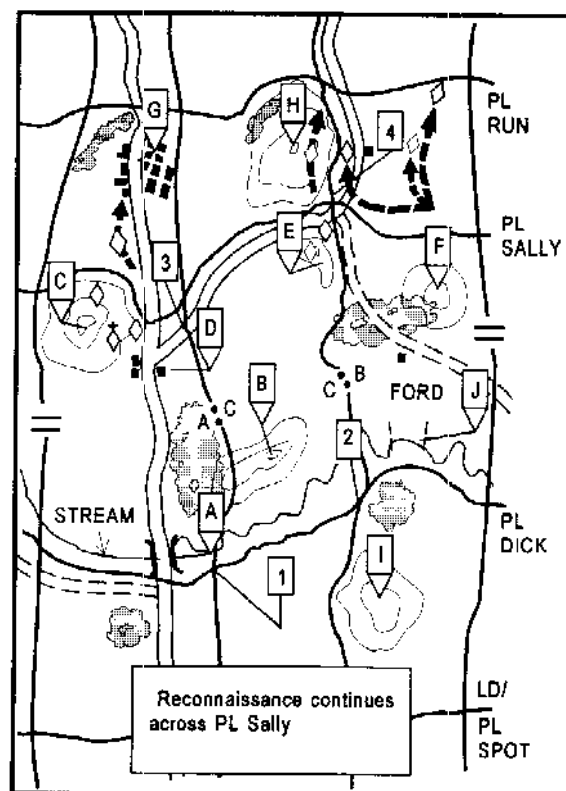 G
H
4
PL
RUN
E
PL
SALLY
F
3
C
D
B
C
B
FORD
J
A
C
2
STREAM
A
PL
DICK
I
1
Reconnaissance continues
across PL Sally
LD/
PL
SPOT